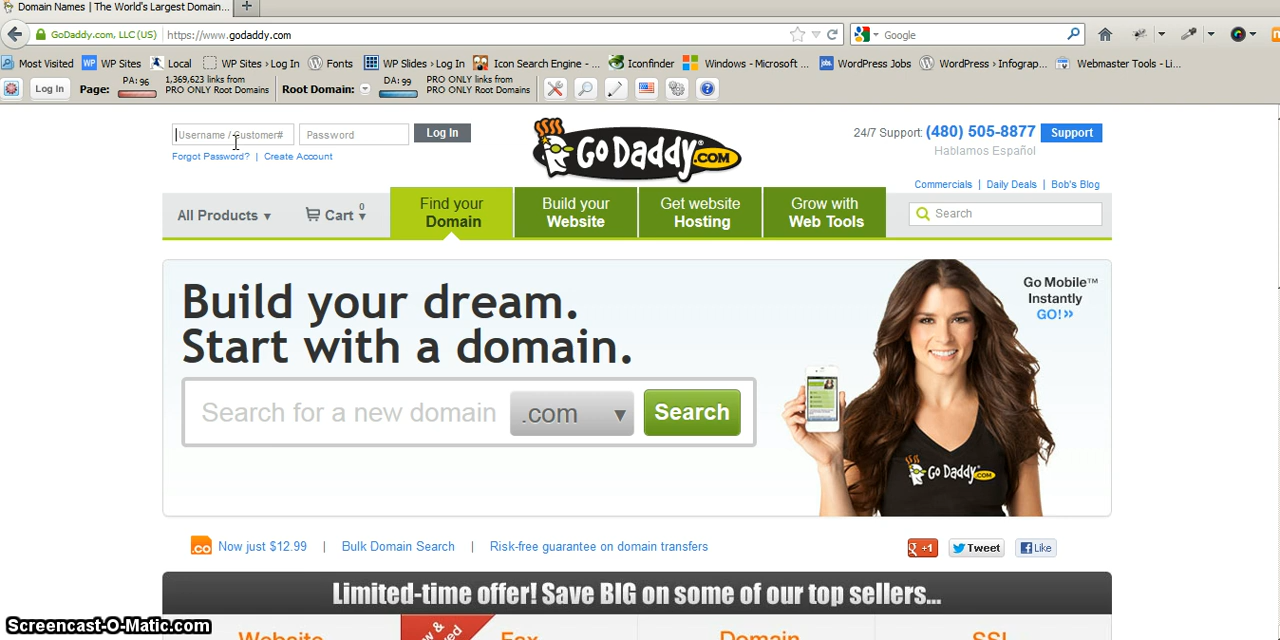 Domain Names | The World's Largest Domain...
GoDaddy.com, LLC (US) https://www.godaddy.com
Google
Most Visited WP Sites Local WP Sites › Log In Fonts WP Slides › Log In Icon Search Engine - ... Iconfinder Windows - Microsoft ... WordPress Jobs WordPress › Infograp... Webmaster Tools - Li...
Log In Page: PA: 96 1,369,623 links from PRO ONLY Root Domains Root Domain: DA: 99 PRO ONLY links from PRO ONLY Root Domains
Username / Customer# Password Log In
Forgot Password? | Create Account
GoDaddy.COM
24/7 Support: (480) 505-8877 Support
Hablamos Español
Commercials | Daily Deals | Bob's Blog
All Products ▼ Cart 0 ▼
Find your Domain
Build your Website
Get website Hosting
Grow with Web Tools
Search
Build your dream.
Start with a domain.
Search for a new domain .com ▼ Search
Go Mobile™
Instantly
GO! »
Go Daddy.COM
.co Now just $12.99 | Bulk Domain Search | Risk-free guarantee on domain transfers
g +1 Tweet Like
Limited-time offer! Save BIG on some of our top sellers...
Website Fax Domain SSL
Screencast-O-Matic.com